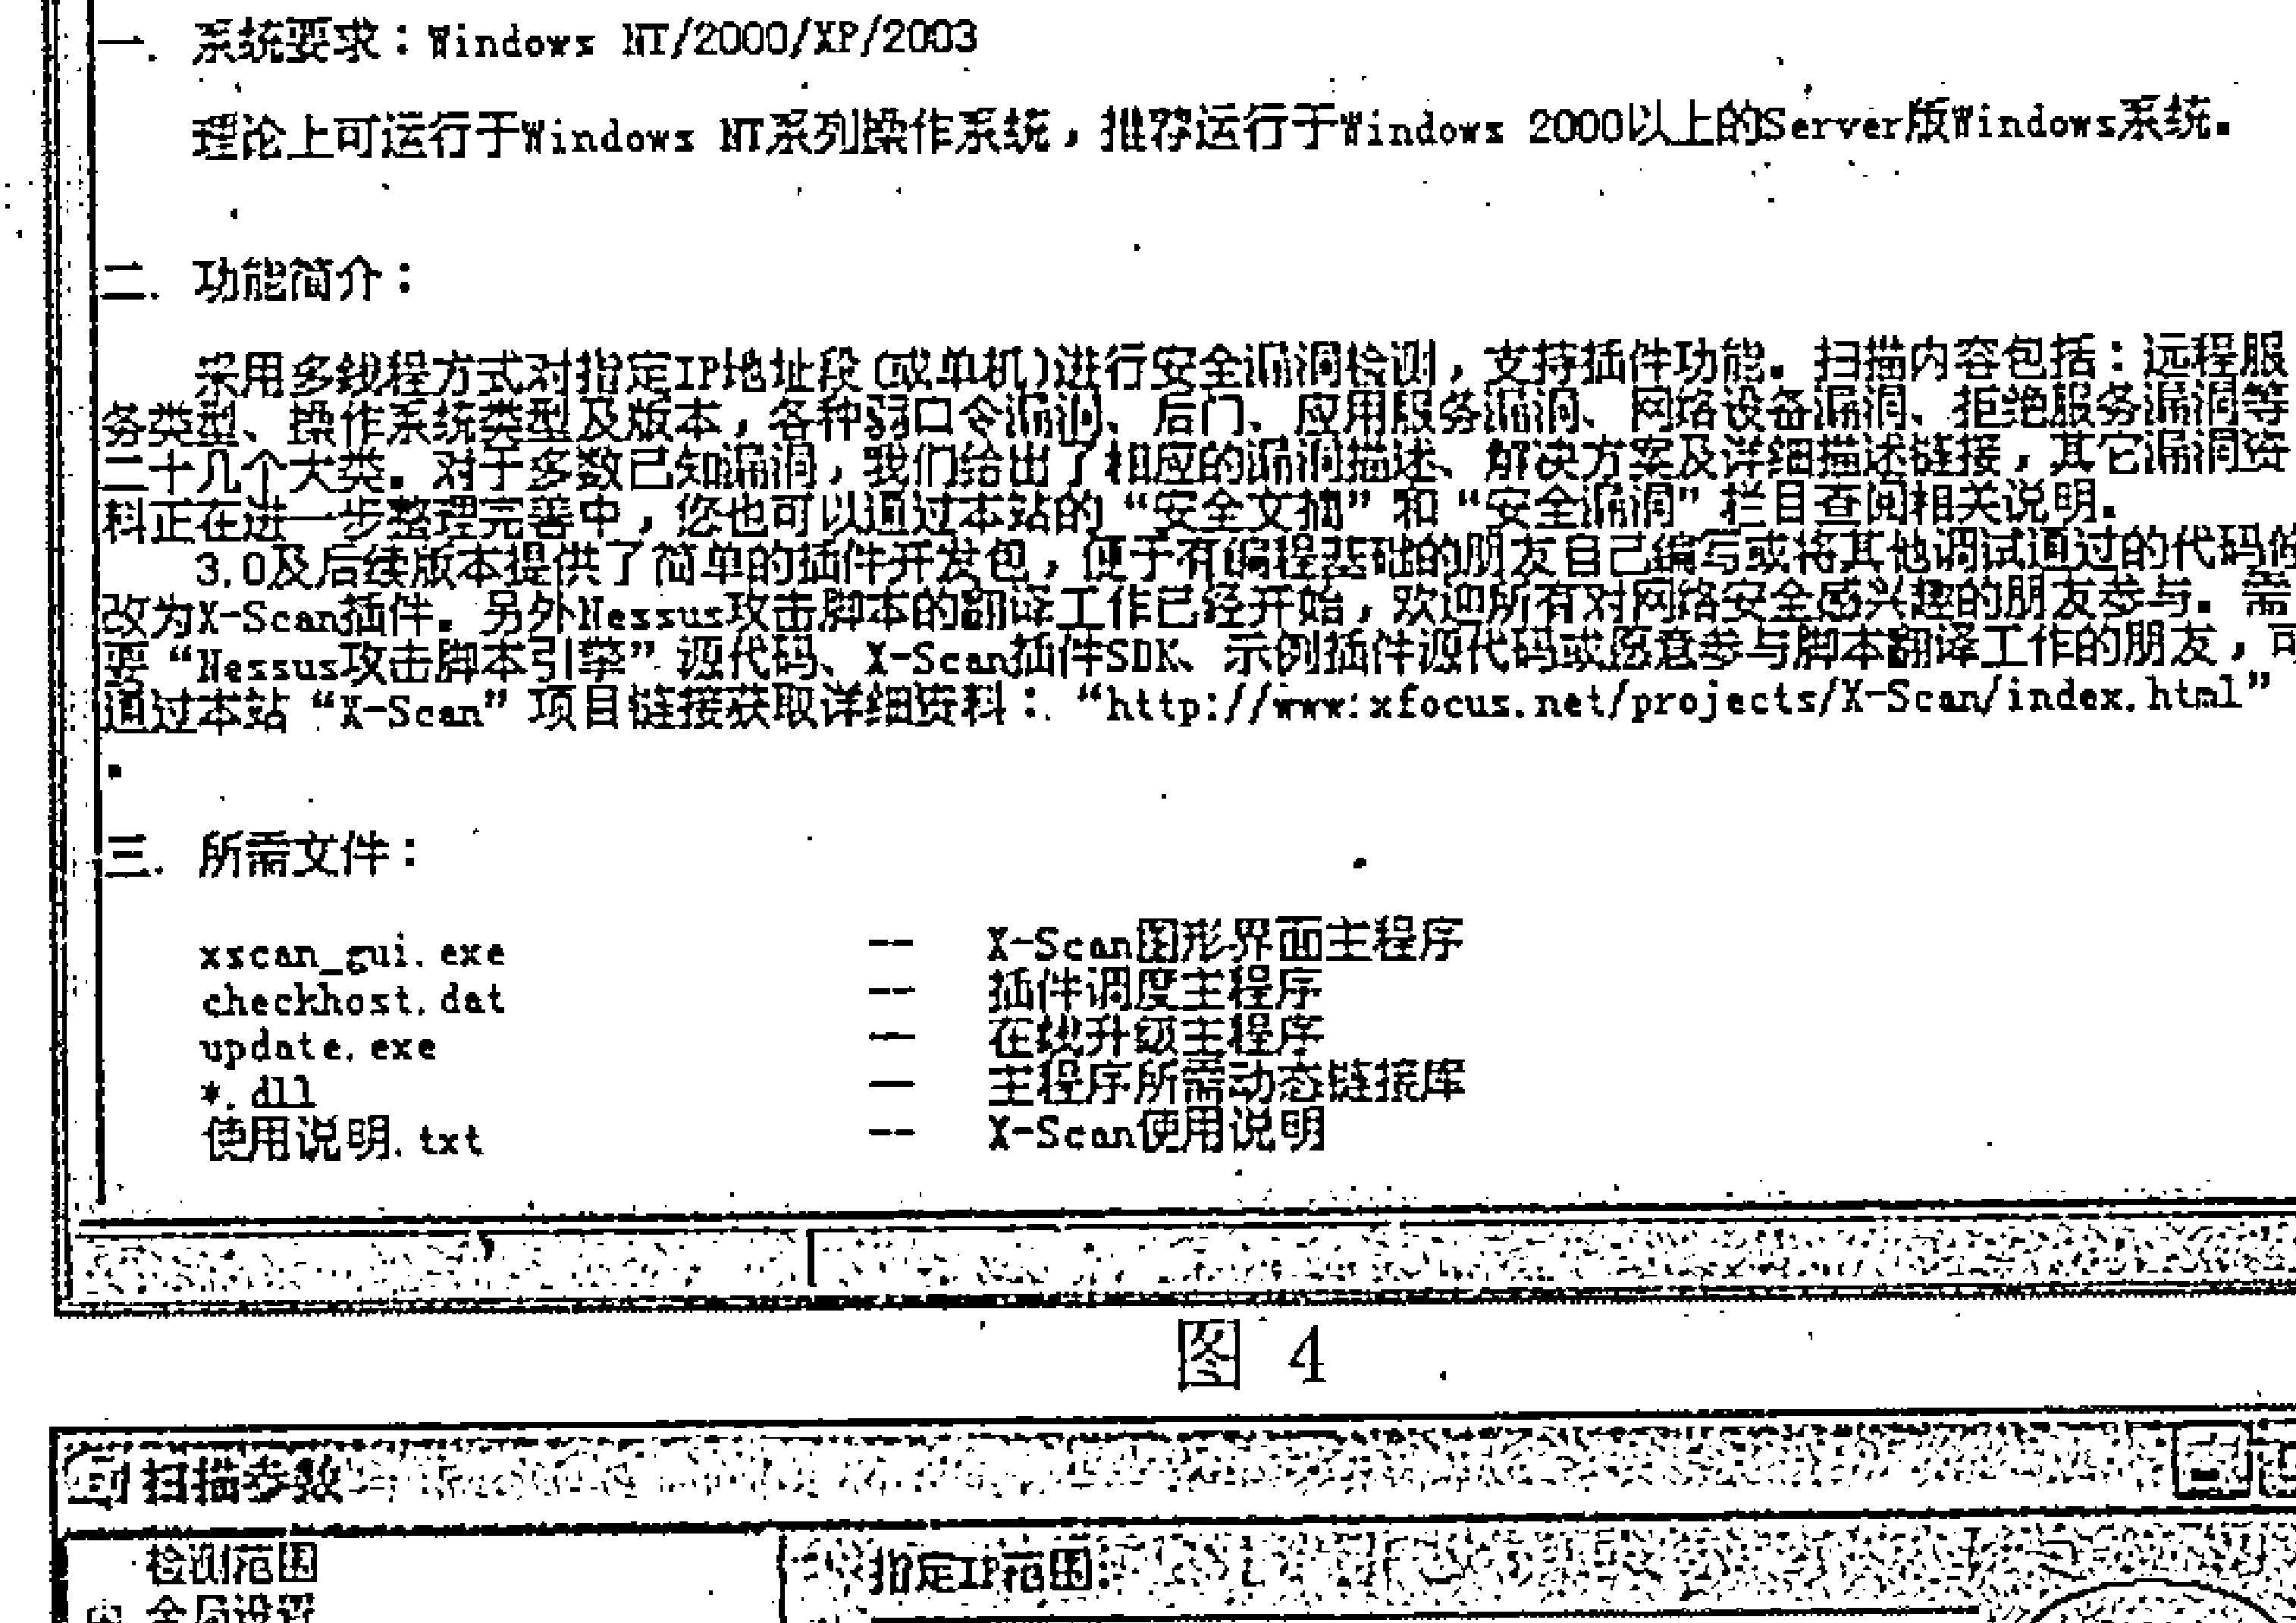 一. 系统要求：Windows NT/2000/XP/2003
理论上可运行于Windows NT系列操作系统，推荐运行于Windows 2000以上的Server版Windows系统。
二. 功能简介：
采用多线程方式对指定IP地址段(或单机)进行安全漏洞检测，支持插件功能。扫描内容包括：远程服
务类型、操作系统类型及版本，各种弱口令漏洞、后门、应用服务漏洞、网络设备漏洞、拒绝服务漏洞等
二十几个大类。对于多数已知漏洞，我们给出了相应的漏洞描述、解决方案及详细描述链接，其它漏洞资
料正在进一步整理完善中，您也可以通过本站的“安全文摘”和“安全漏洞”栏目查阅相关说明。
3.0及后续版本提供了简单的插件开发包，便于有编程基础的朋友自己编写或将其他调试通过的代码修
改为X-Scan插件。另外Nessus攻击脚本的翻译工作已经开始，欢迎所有对网络安全感兴趣的朋友参与。需
要“Nessus攻击脚本引擎”源代码、X-Scan插件SDK、示例插件源代码或愿意参与脚本翻译工作的朋友，可
通过本站“X-Scan”项目链接获取详细资料：“http://www.xfocus.net/projects/X-Scan/index.html”
。
三. 所需文件：
xscan_gui.exe -- X-Scan图形界面主程序
checkhost.dat -- 插件调度主程序
update.exe -- 在线升级主程序
*.dll -- 主程序所需动态链接库
使用说明.txt -- X-Scan使用说明
图 4
扫描参数
检测范围
指定IP范围：
全局设置